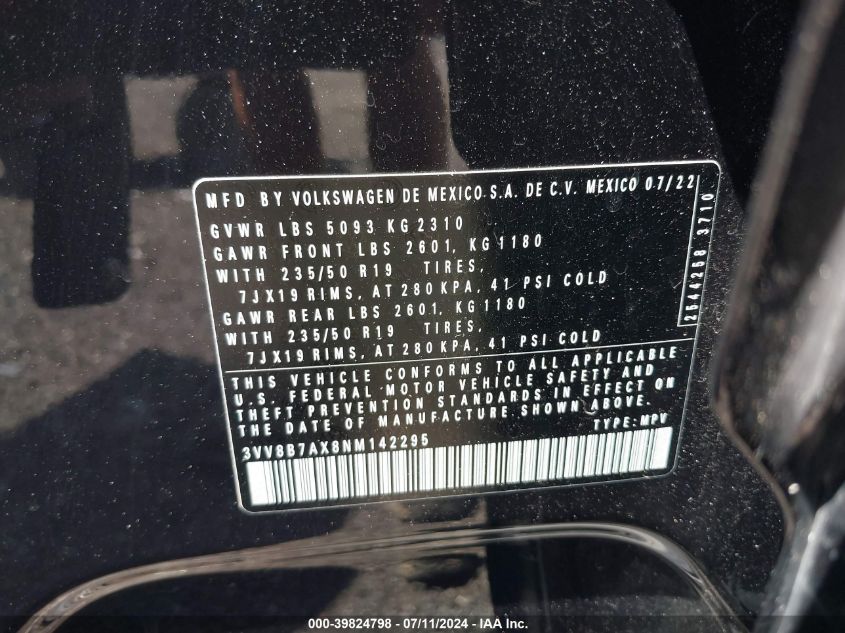 MFD BY VOLKSWAGEN DE MEXICO S.A. DE C.V. MEXICO 07/22
GVWR LBS 5093 KG 2310
GAWR FRONT LBS 2601, KG 1180
WITH 235/50 R19 TIRES,
7JX19 RIMS, AT 280 KPA, 41 PSI COLD
GAWR REAR LBS 2601, KG 1180
WITH 235/50 R19 TIRES,
7JX19 RIMS, AT 280 KPA, 41 PSI COLD
2544258 3710
THIS VEHICLE CONFORMS TO ALL APPLICABLE
U.S. FEDERAL MOTOR VEHICLE SAFETY AND
THEFT PREVENTION STANDARDS IN EFFECT ON
THE DATE OF MANUFACTURE SHOWN ABOVE.
TYPE: MPV
3VV8B7AX8NM142295
000-39824798 - 07/11/2024 - IAA Inc.